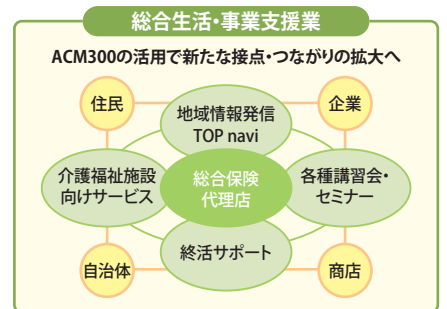 総合生活・事業支援業
ACM300の活用で新たな接点・つながりの拡大へ
住民
地域情報発信
TOP navi
企業
介護福祉施設
向けサービス
総合保険
代理店
各種講習会・
セミナー
自治体
終活サポート
商店